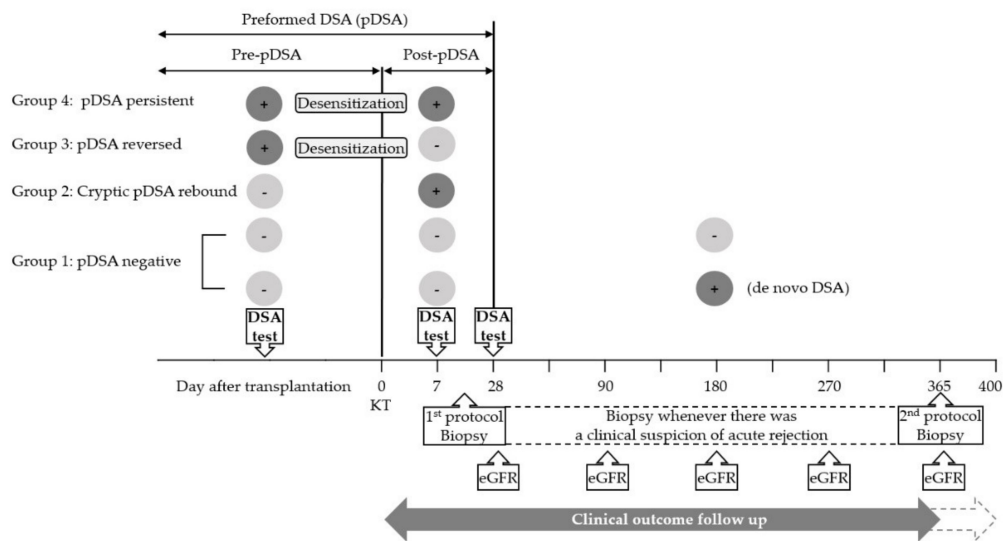 Preformed DSA (pDSA)
Pre-pDSA
Post-pDSA
Group 4: pDSA persistent
+
Desensitization
+
Group 3: pDSA reversed
+
Desensitization
-
Group 2: Cryptic pDSA rebound
-
+
-
-
-
Group 1: pDSA negative
-
-
+
(de novo DSA)
DSA
test
DSA
test
DSA
test
Day after transplantation
0
7
28
90
180
270
365
400
KT
1st protocol
Biopsy
Biopsy whenever there was
a clinical suspicion of acute rejection
2nd protocol
Biopsy
eGFR
eGFR
eGFR
eGFR
eGFR
Clinical outcome follow up